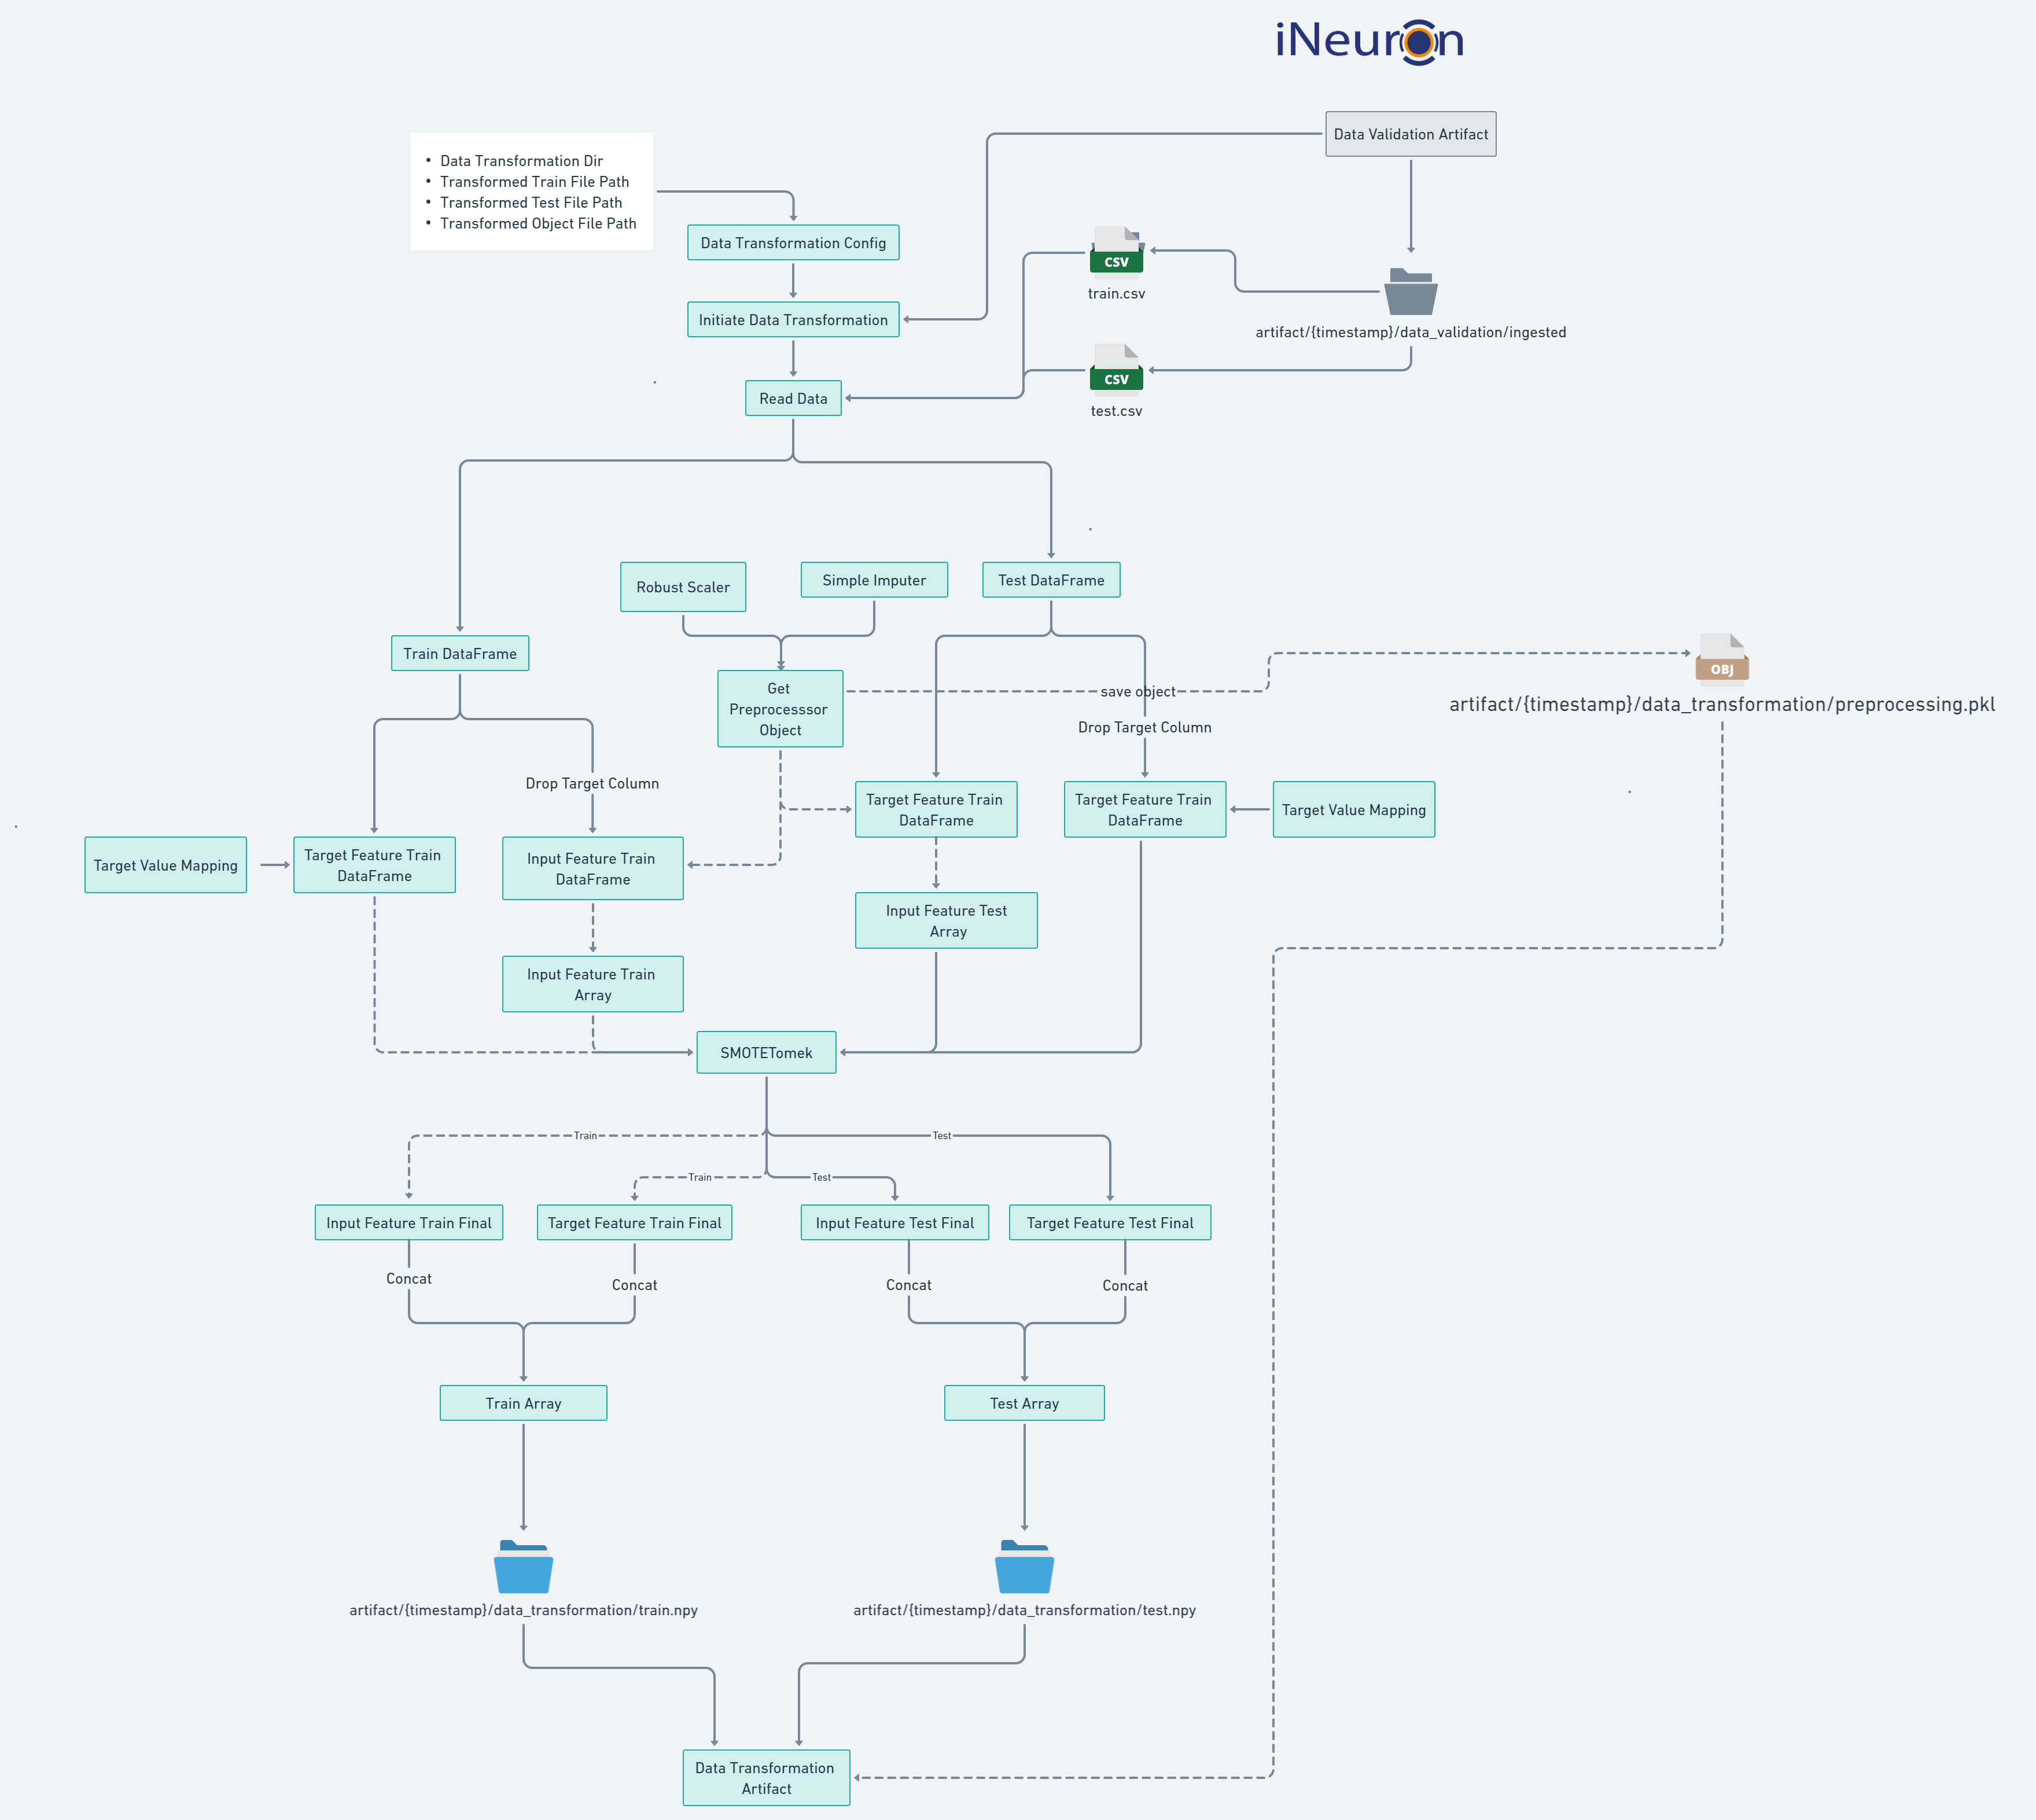 iNeuron
Data Validation Artifact
• Data Transformation Dir
• Transformed Train File Path
• Transformed Test File Path
• Transformed Object File Path
Data Transformation Config
CSV
train.csv
Initiate Data Transformation
artifact/{timestamp}/data_validation/ingested
CSV
test.csv
Read Data
Robust Scaler
Simple Imputer
Test DataFrame
Train DataFrame
OBJ
artifact/{timestamp}/data_transformation/preprocessing.pkl
Get
Preprocesssor
Object
save object
Drop Target Column
Drop Target Column
Target Feature Train
DataFrame
Target Feature Train
DataFrame
Target Value Mapping
Target Value Mapping
Target Feature Train
DataFrame
Input Feature Train
DataFrame
Input Feature Test
Array
Input Feature Train
Array
SMOTETomek
Train
Test
Train
Test
Input Feature Train Final
Target Feature Train Final
Input Feature Test Final
Target Feature Test Final
Concat
Concat
Concat
Concat
Train Array
Test Array
artifact/{timestamp}/data_transformation/train.npy
artifact/{timestamp}/data_transformation/test.npy
Data Transformation
Artifact